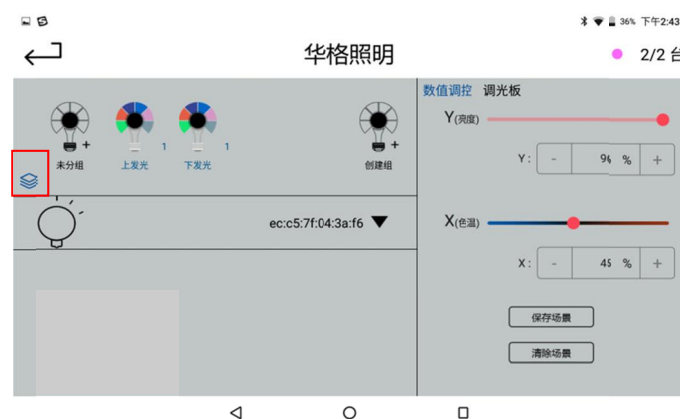 36% 下午2:43
华格照明
2/2 台
数值调控 调光板
Y(亮度)
Y: - 9 % +
X(色温)
X: - 45 % +
保存场景
清除场景
+ 1 1 +
未分组 上发光 下发光 创建组
ec:c5:7f:04:3a:f6